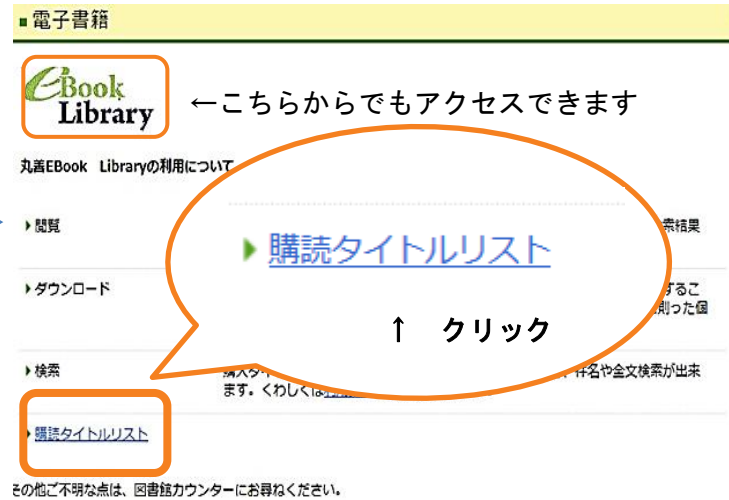 電子書籍
eBook
Library
←こちらからでもアクセスできます
丸善EBook Libraryの利用について
閲覧
索結果
購読タイトルリスト
ダウンロード
するこ
則った個
↑ クリック
検索
件名や全文検索が出来
ます。くわしくは
購読タイトルリスト
その他ご不明な点は、図書館カウンターにお尋ねください。